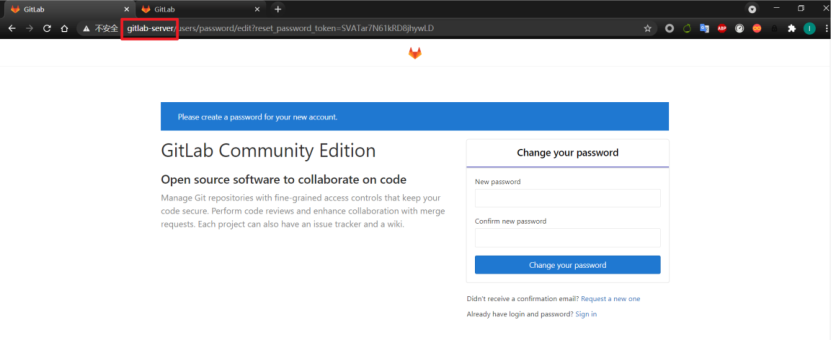 GitLab
GitLab
不安全 gitlab-server/users/password/edit?reset_password_token=SVATar7N61kRD8jhywLD
ABP
Please create a password for your new account.
GitLab Community Edition
Open source software to collaborate on code
Manage Git repositories with fine-grained access controls that keep your
code secure. Perform code reviews and enhance collaboration with merge
requests. Each project can also have an issue tracker and a wiki.
Change your password
New password
Confirm new password
Change your password
Didn't receive a confirmation email? Request a new one
Already have login and password? Sign in